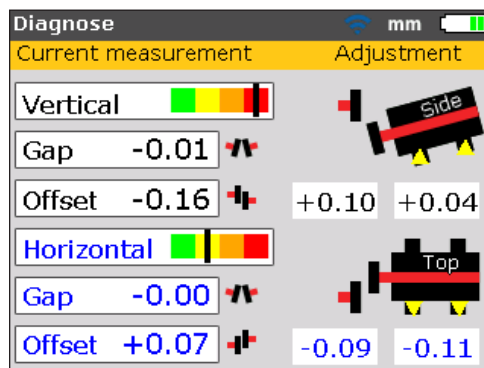 Diagnose mm
Current measurement Adjustment
Vertical Side
Gap -0.01
Offset -0.16 +0.10 +0.04
Horizontal Top
Gap -0.00
Offset +0.07 -0.09 -0.11